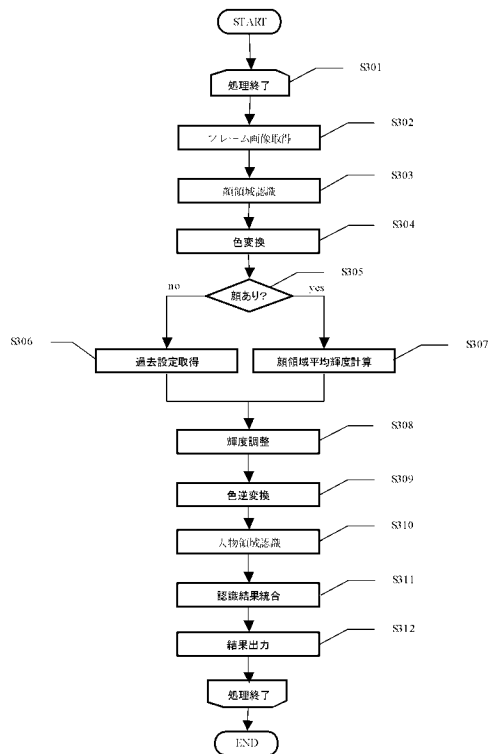 START
処理終了
S301
フレーム画像取得
S302
顔領域認識
S303
色変換
S304
顔あり?
S305
no
yes
S306
過去設定取得
顔領域平均輝度計算
S307
輝度調整
S308
色逆変換
S309
人物領域認識
S310
認識結果統合
S311
結果出力
S312
処理終了
END